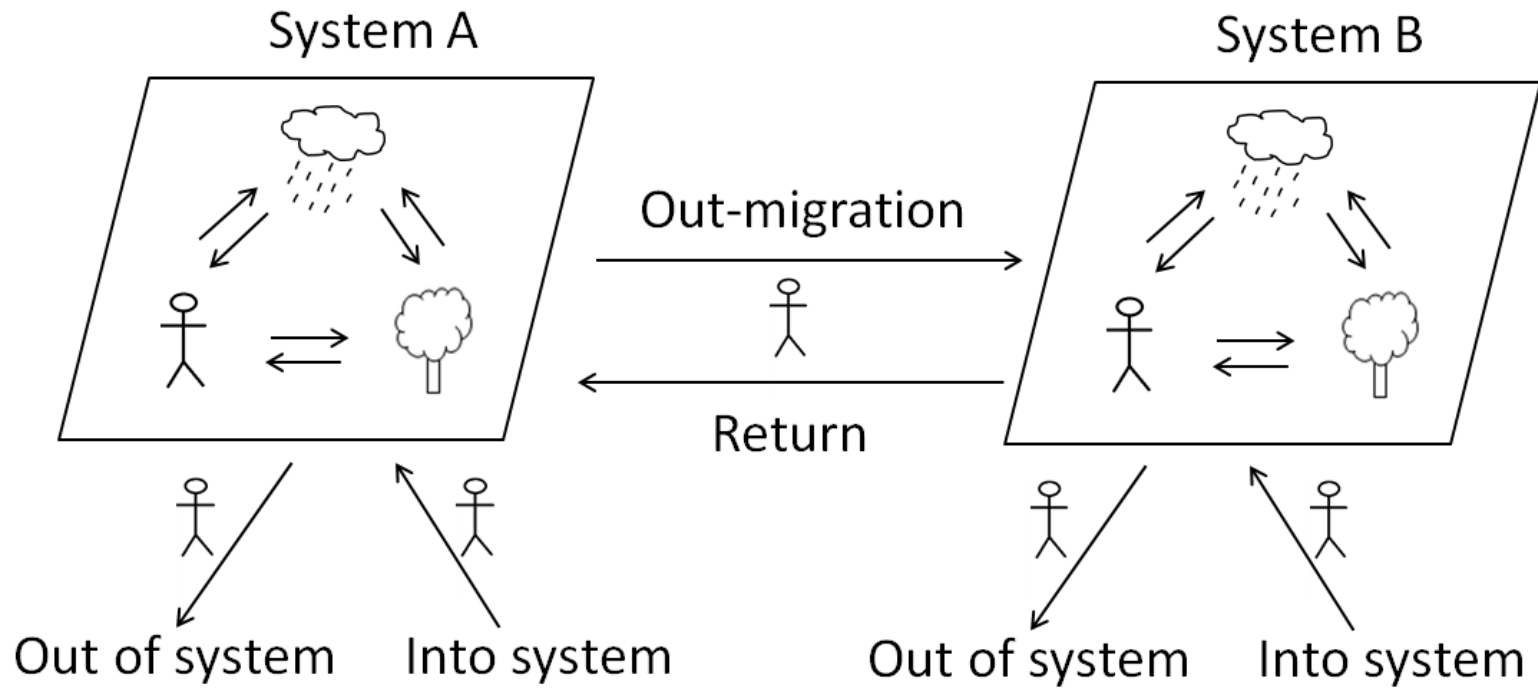 System A
System B
Out-migration
Return
Out of system
Into system
Out of system
Into system